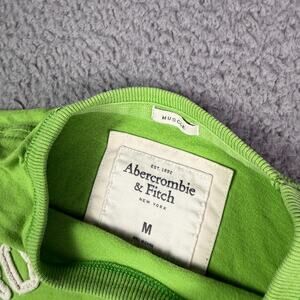 MUSCLE
EST. 1892
Abercrombie
& Fitch
NEW YORK
M